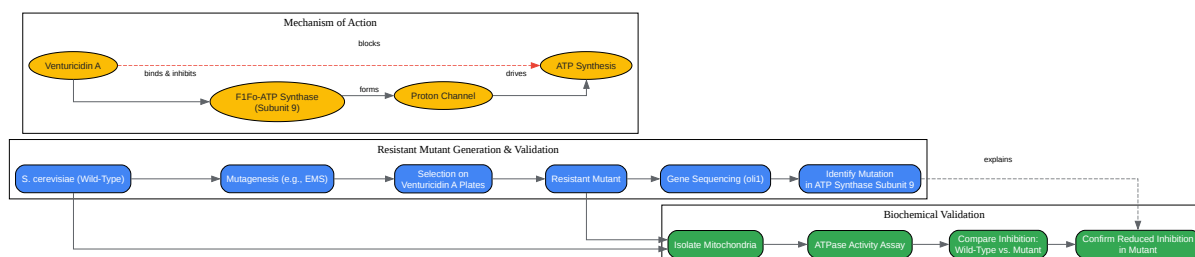 Mechanism of Action
blocks
Venturicidin A
ATP Synthesis
binds & inhibits
drives
F1Fo-ATP Synthase
(Subunit 9)
forms
Proton Channel
Resistant Mutant Generation & Validation
explains
S. cerevisiae (Wild-Type)
Mutagenesis (e.g., EMS)
Selection on
Venturicidin A Plates
Resistant Mutant
Gene Sequencing (oli1)
Identify Mutation
in ATP Synthase Subunit 9
Biochemical Validation
Isolate Mitochondria
ATPase Activity Assay
Compare Inhibition:
Wild-Type vs. Mutant
Confirm Reduced Inhibition
in Mutant